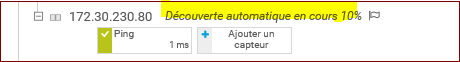 172.30.230.80 Découverte automatique en cours 10%
Ping
1 ms
Ajouter un
capteur